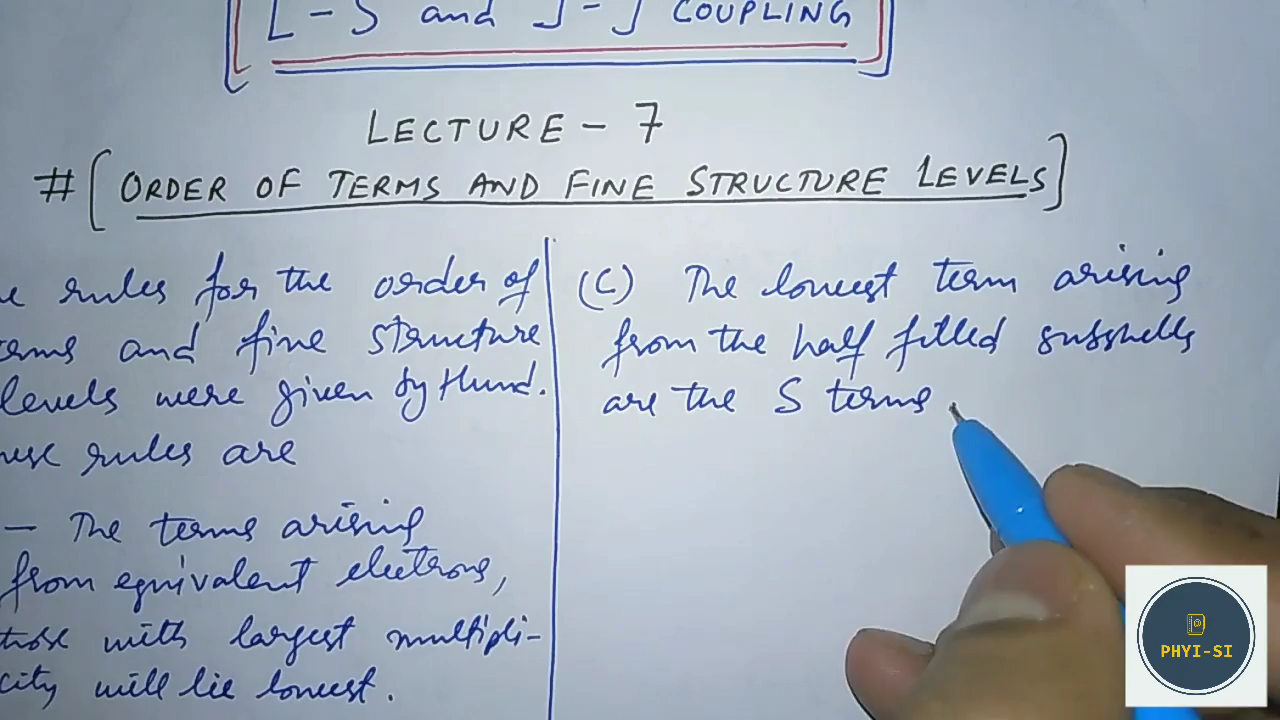 L-S and J-J COUPLING
LECTURE - 7
# [ORDER OF TERMS AND FINE STRUCTURE LEVELS]
rules for the order of
and fine structure
levels were given by Hund.
rules are
- The terms arising
from equivalent electrons,
with largest multipli-
city will lie lowest.
(C) The lowest term arising
from the half filled subshells
are the S terms
PHYI-SI